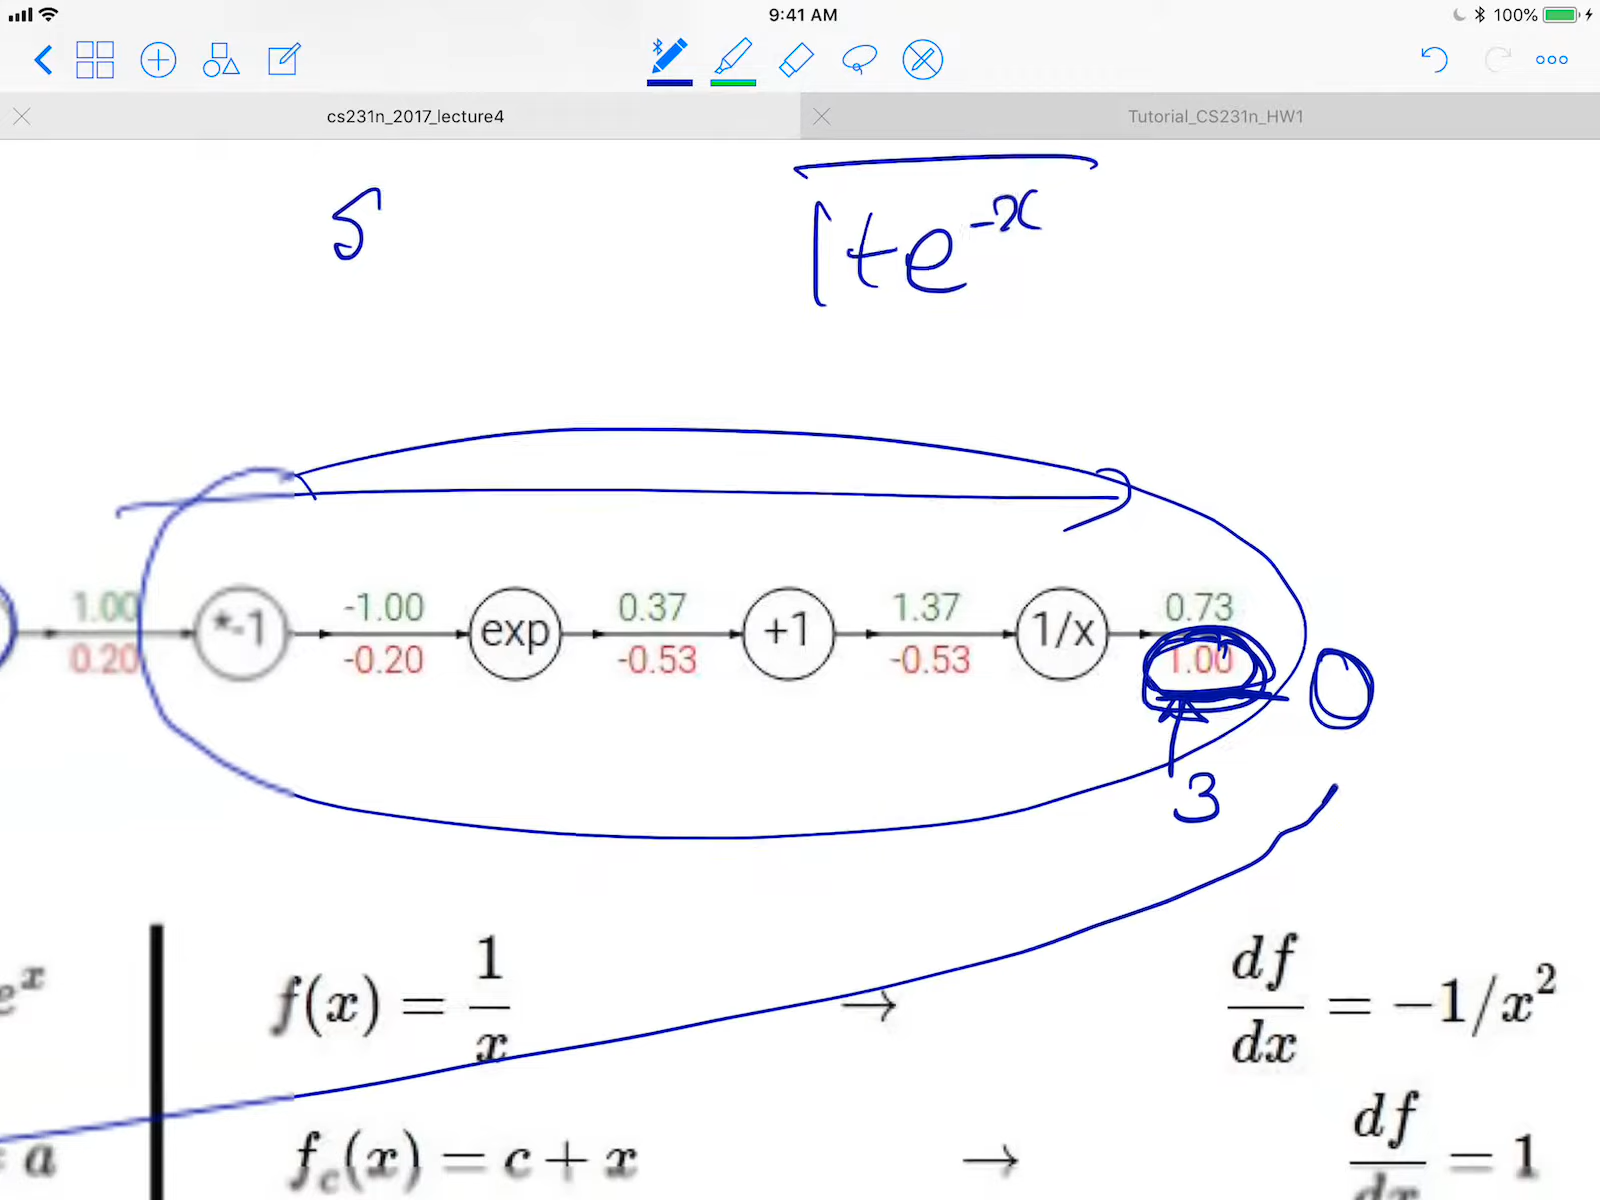 9:41 AM
100%
cs231n_2017_lecture4
Tutorial_CS231n_HW1
1+e^{-x}
1.00 -1.00 0.37 1.37 0.73
*-1 exp +1 1/x
0.20 -0.20 -0.53 -0.53 1.00
0
3
e^x f(x) = 1/x → df/dx = -1/x^2
a f_c(x) = c + x → df/dx = 1